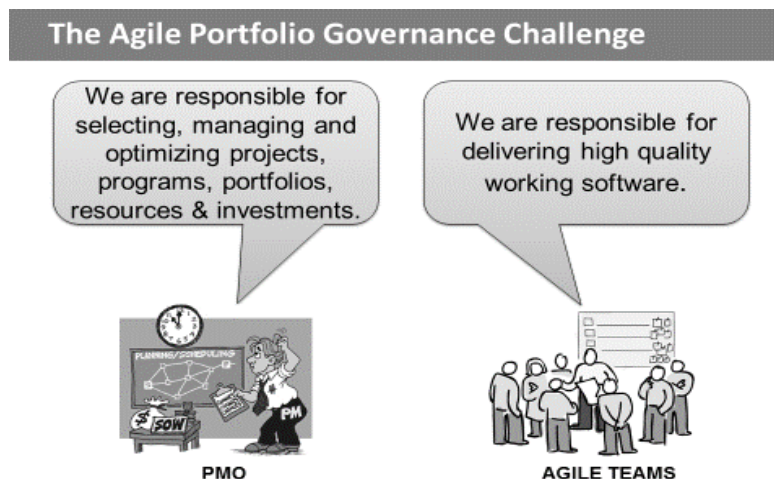 The Agile Portfolio Governance Challenge
We are responsible for
selecting, managing and
optimizing projects,
programs, portfolios,
resources & investments.
We are responsible for
delivering high quality
working software.
PLANNING/SCHEDULING
$
SOW
PM
PMO
AGILE TEAMS